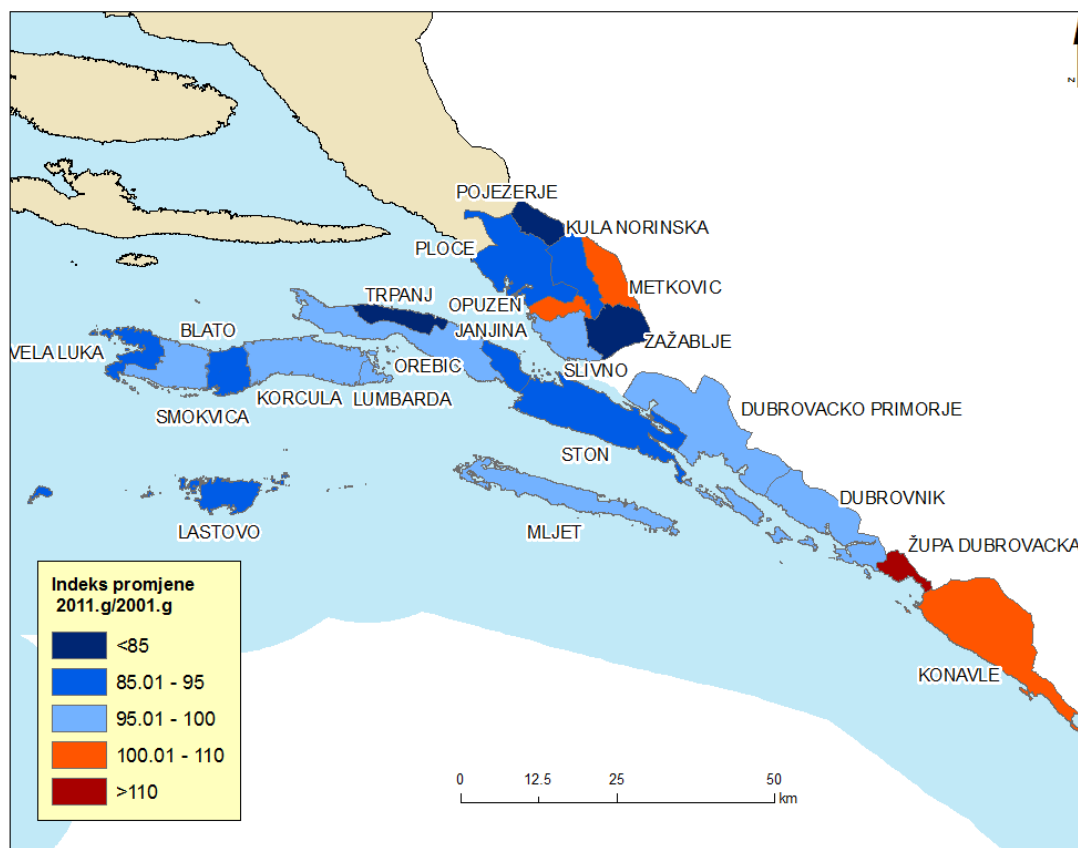 z
POJEZERJE
KULA NORINSKA
PLOCE
METKOVIC
TRPANJ
OPUZEN
JANJINA
ZAŽABLJE
BLATO
VELA LUKA
OREBIC
SLIVNO
KORCULA
LUMBARDA
SMOKVICA
DUBROVACKO PRIMORJE
STON
DUBROVNIK
LASTOVO
MLJET
ŽUPA DUBROVACKA
KONAVLE
Indeks promjene
2011.g/2001.g
<85
85.01 - 95
95.01 - 100
100.01 - 110
>110
0 12.5 25 50
km